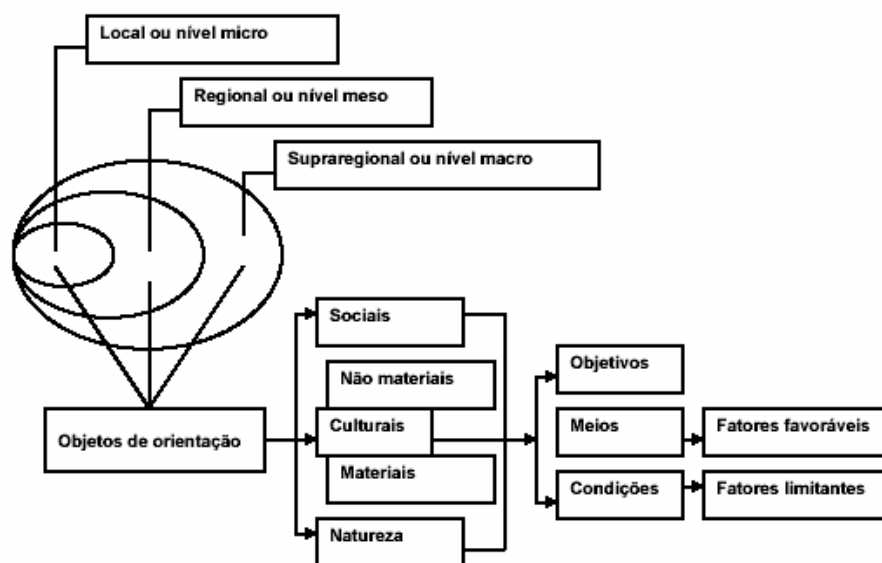 Local ou nível micro
Regional ou nível meso
Supraregional ou nível macro
Sociais
Não materiais
Objetos de orientação
Culturais
Materiais
Natureza
Objetivos
Meios
Fatores favoráveis
Condições
Fatores limitantes